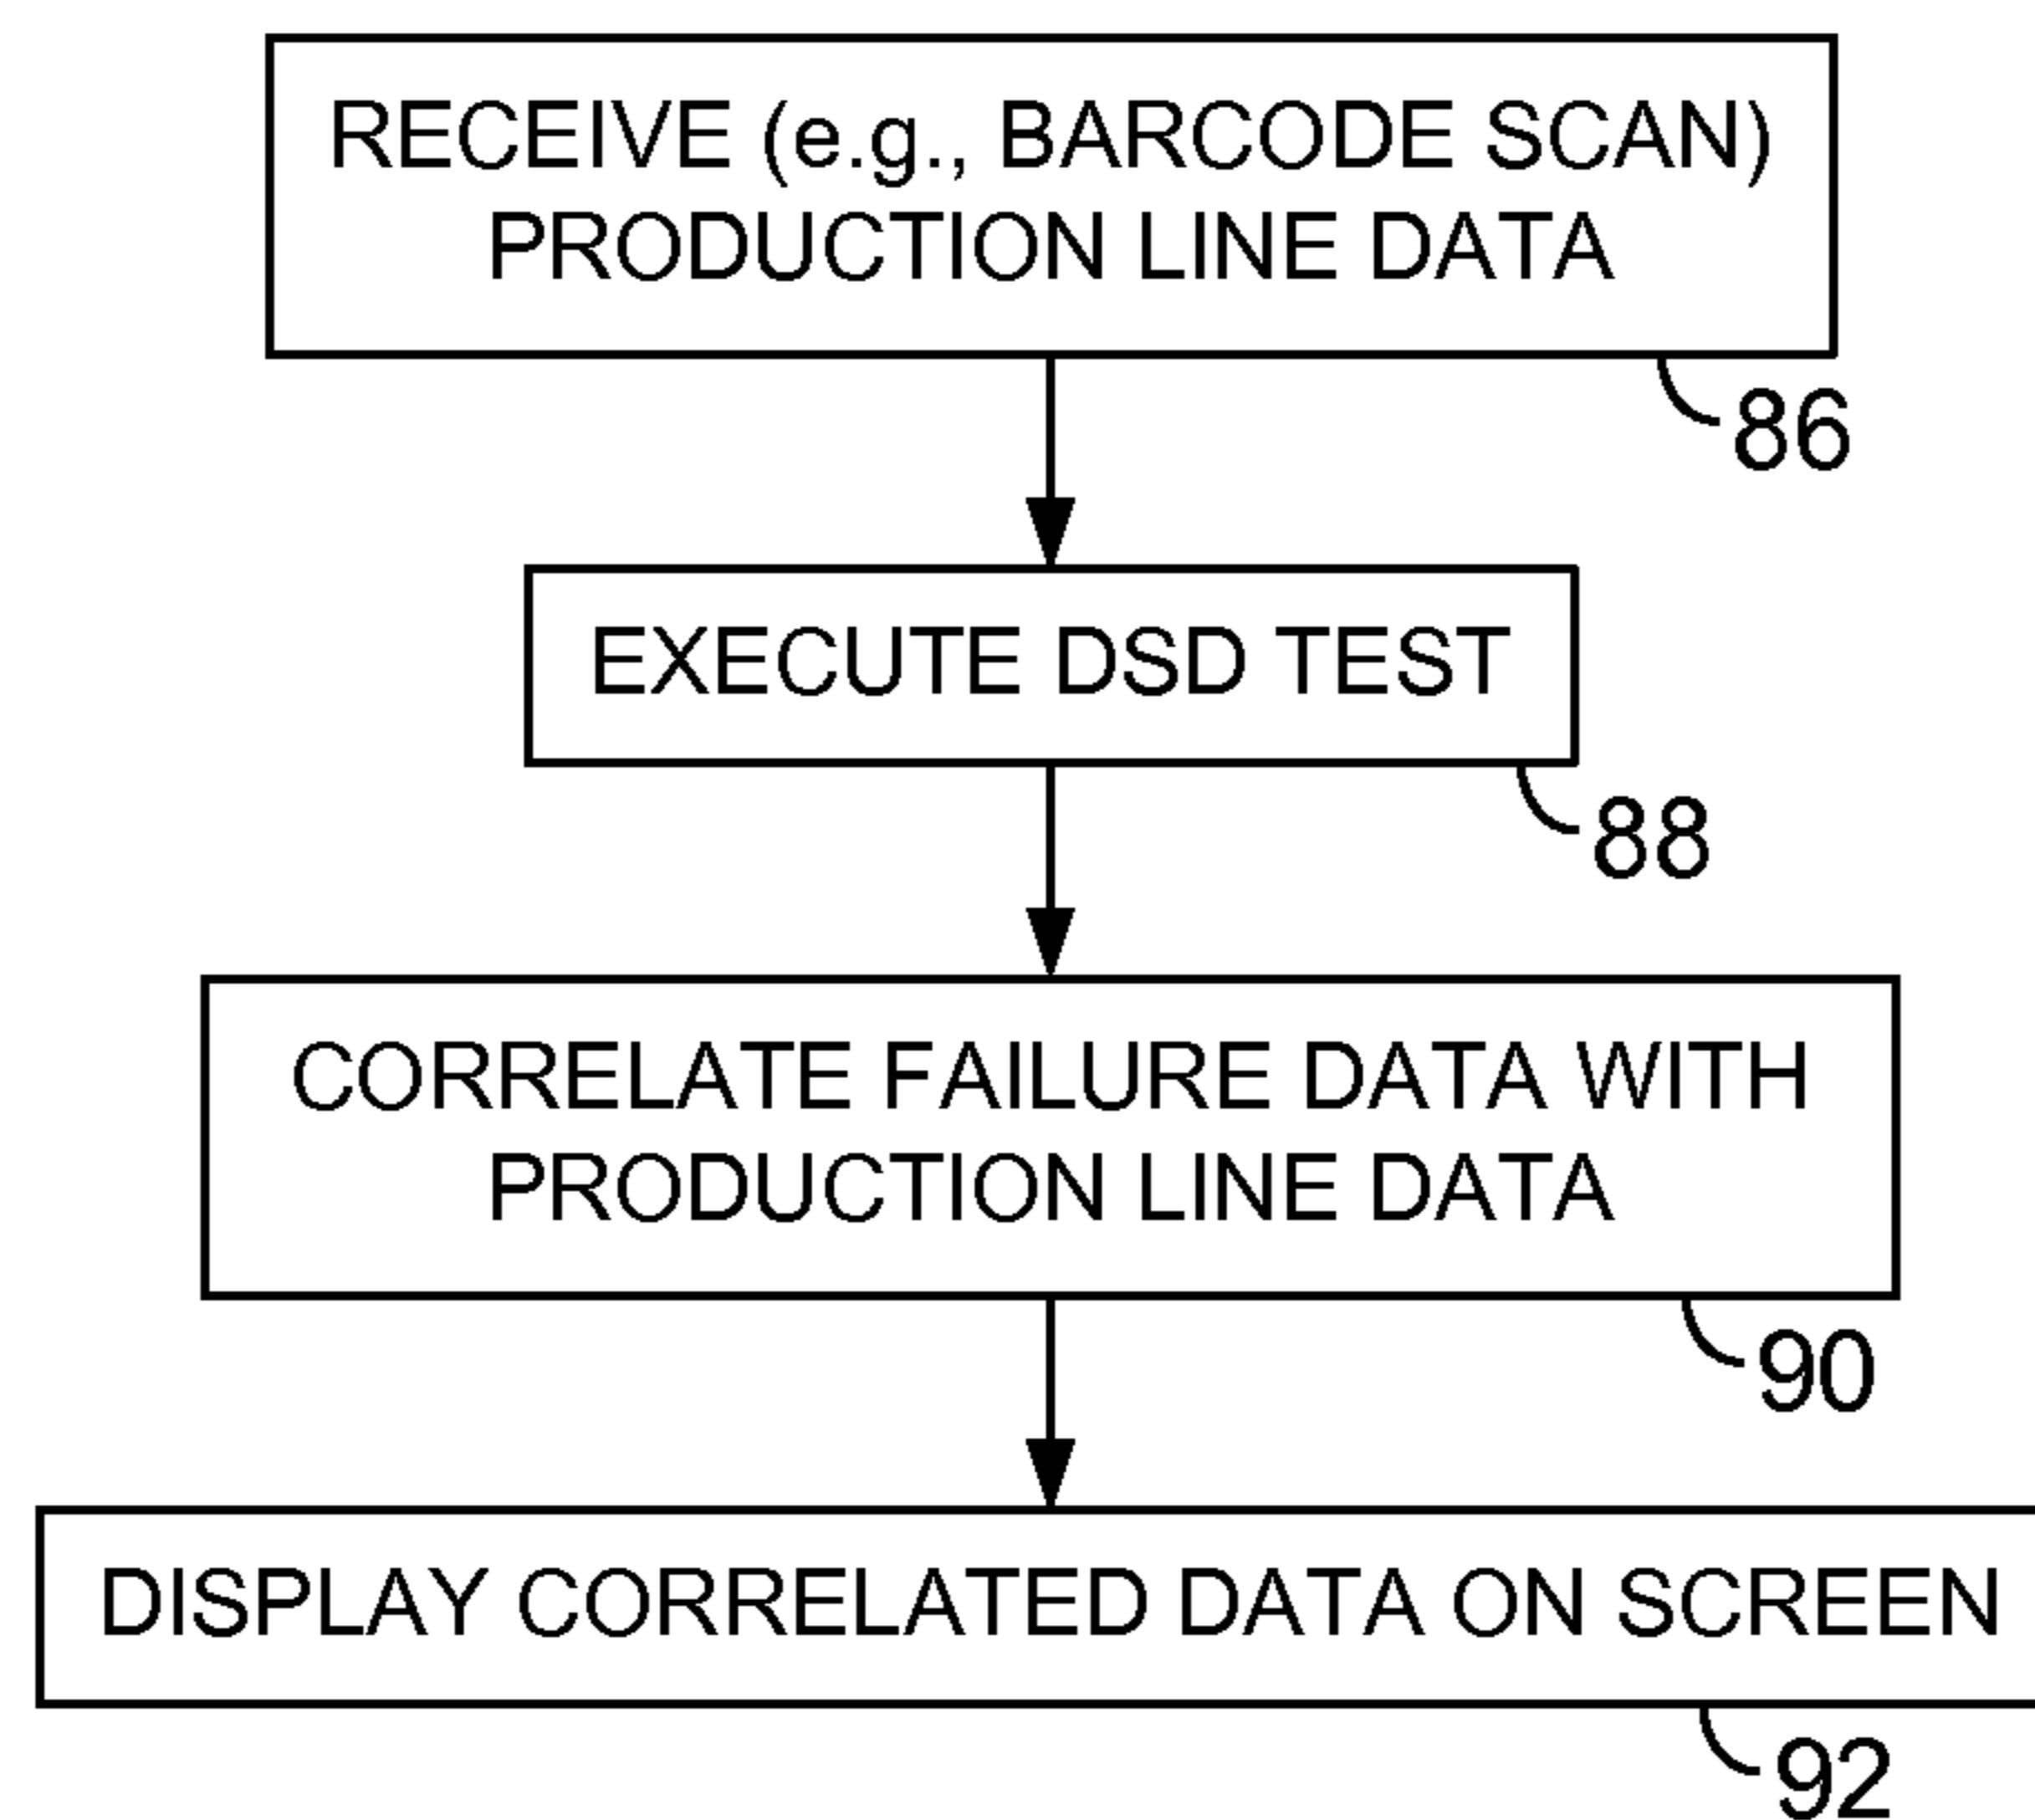 RECEIVE (e.g., BARCODE SCAN)
PRODUCTION LINE DATA
86
EXECUTE DSD TEST
88
CORRELATE FAILURE DATA WITH
PRODUCTION LINE DATA
90
DISPLAY CORRELATED DATA ON SCREEN
92